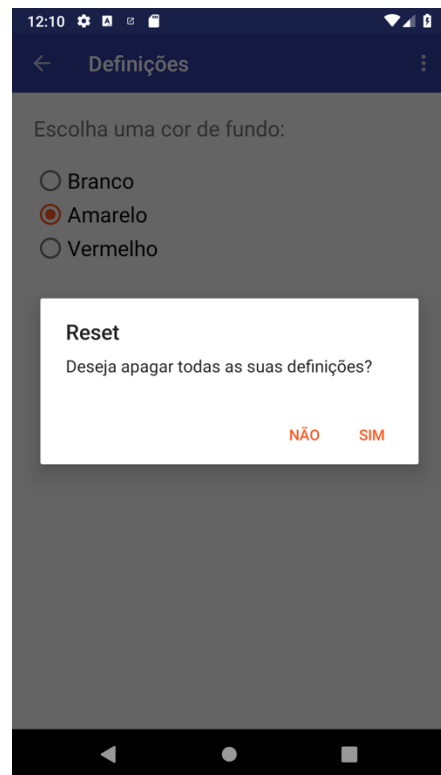 12:10
Definições
Escolha uma cor de fundo:
Branco
Amarelo
Vermelho
Reset
Deseja apagar todas as suas definições?
NÃO SIM